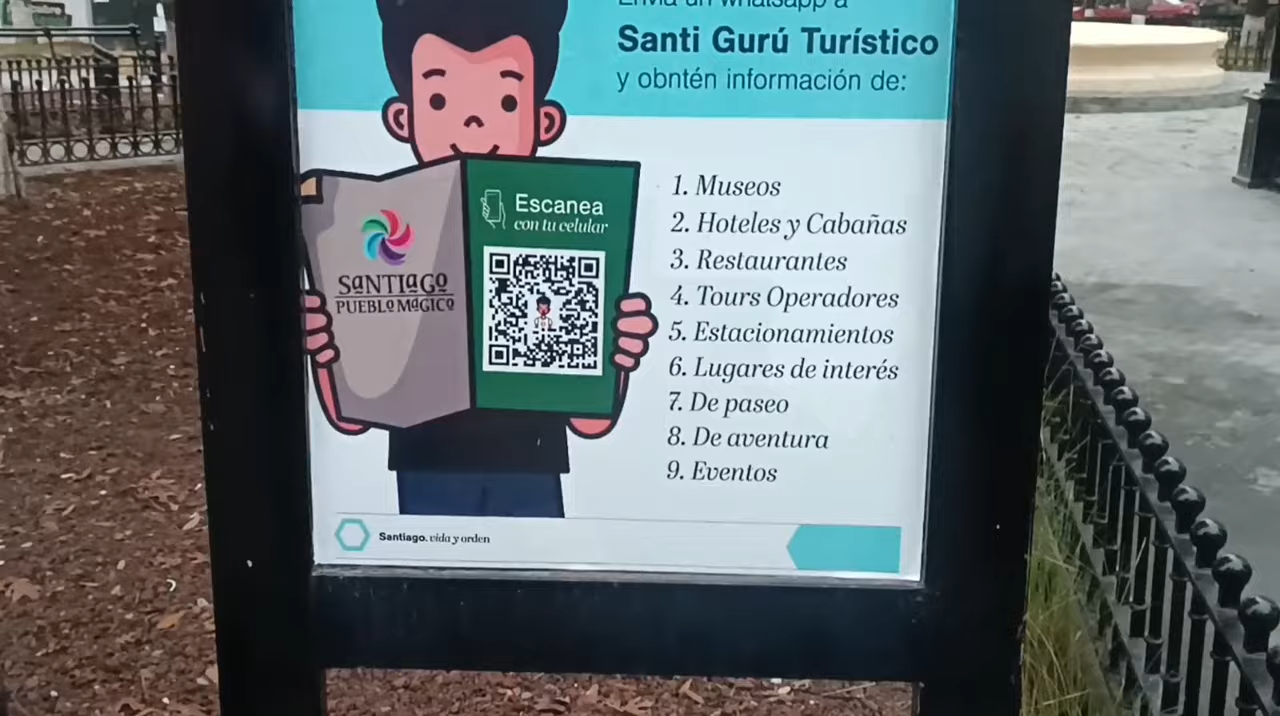 Envía un whatsapp a
Santi Gurú Turístico
y obntén información de:
Escanea
con tu celular
SANTIAGO
PUEBLO MÁGICO
1. Museos
2. Hoteles y Cabañas
3. Restaurantes
4. Tours Operadores
5. Estacionamientos
6. Lugares de interés
7. De paseo
8. De aventura
9. Eventos
Santiago. vida y orden